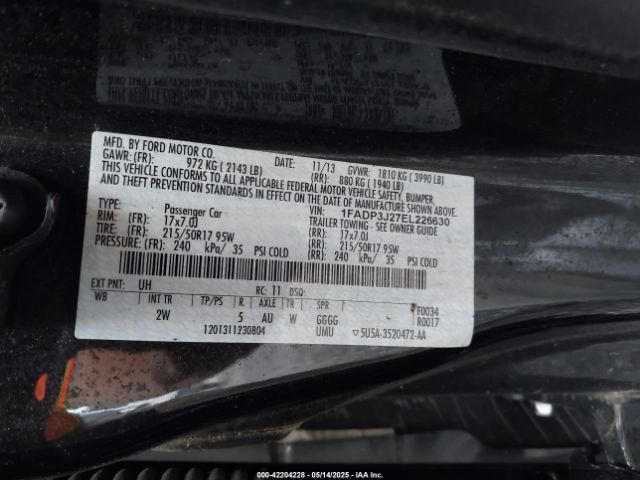 MFD. BY FORD MOTOR CO.
DATE: 11/13 GVWR: 1810 KG (3990 LB)
GAWR: (FR): 972 KG (2143 LB) (RR): 880 KG (1940 LB)
THIS VEHICLE CONFORMS TO ALL APPLICABLE FEDERAL MOTOR VEHICLE SAFETY, BUMPER,
AND THEFT PREVENTION STANDARDS IN EFFECT ON THE DATE OF MANUFACTURE SHOWN ABOVE.
VIN: 1FADP3J27EL226630
TYPE: Passenger Car TRAILER TOWING - SEE OWNER GUIDE
RIM: (FR): 17x7.0J (RR): 17x7.0J
TIRE: (FR): 215/50R17 95W (RR): 215/50R17 95W
PRESSURE: (FR): 240 kPa/ 35 PSI COLD (RR): 240 kPa/ 35 PSI COLD
EXT PNT: UH RC: 11 DSO:
WB INT TR TP/PS R AXLE TR SPR F0034
2W 5 AU W GGGG R0017
1201311230804 UMU ▽5U5A-3520472-AA
000-42204228 - 05/14/2025 - IAA Inc.